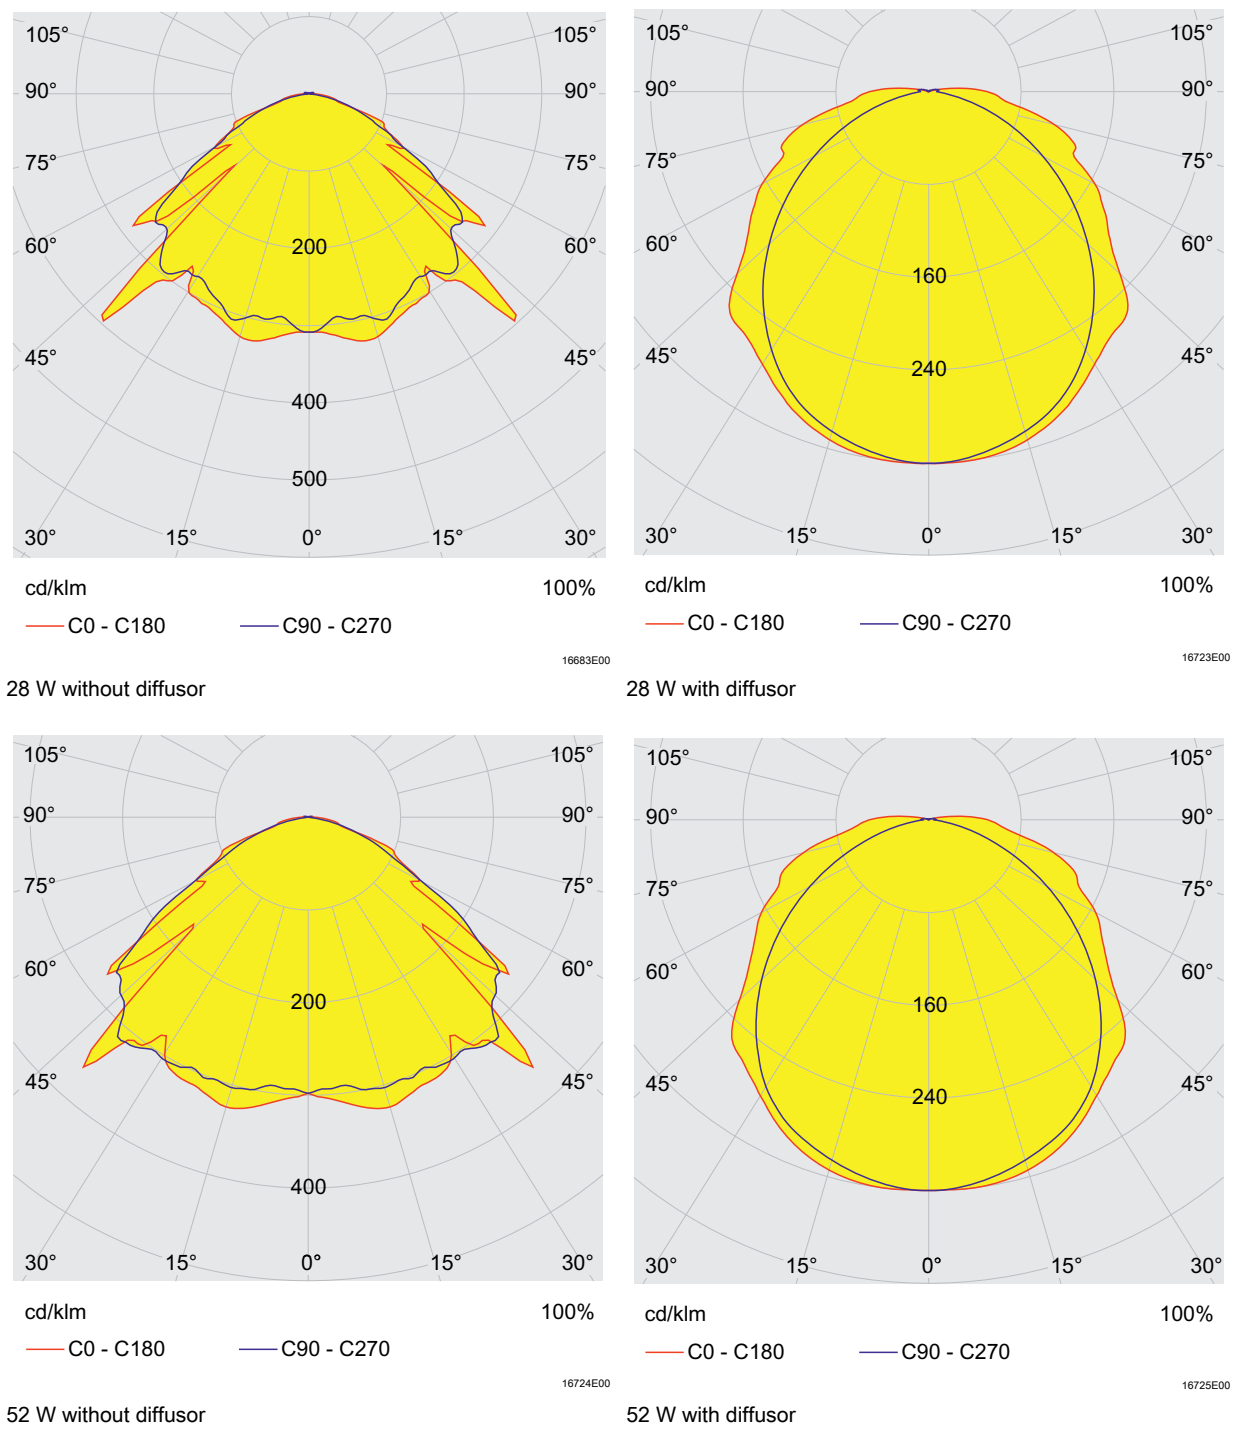 105° 105°
90° 90°
75° 75°
60° 60°
200
45° 45°
400
500
30° 15° 0° 15° 30°
cd/klm 100%
C0 - C180 C90 - C270
16683E00
28 W without diffusor
105° 105°
90° 90°
75° 75°
60° 60°
160
45° 45°
240
30° 15° 0° 15° 30°
cd/klm 100%
C0 - C180 C90 - C270
16723E00
28 W with diffusor
105° 105°
90° 90°
75° 75°
60° 60°
200
45° 45°
400
30° 15° 0° 15° 30°
cd/klm 100%
C0 - C180 C90 - C270
16724E00
52 W without diffusor
105° 105°
90° 90°
75° 75°
60° 60°
160
45° 45°
240
30° 15° 0° 15° 30°
cd/klm 100%
C0 - C180 C90 - C270
16725E00
52 W with diffusor